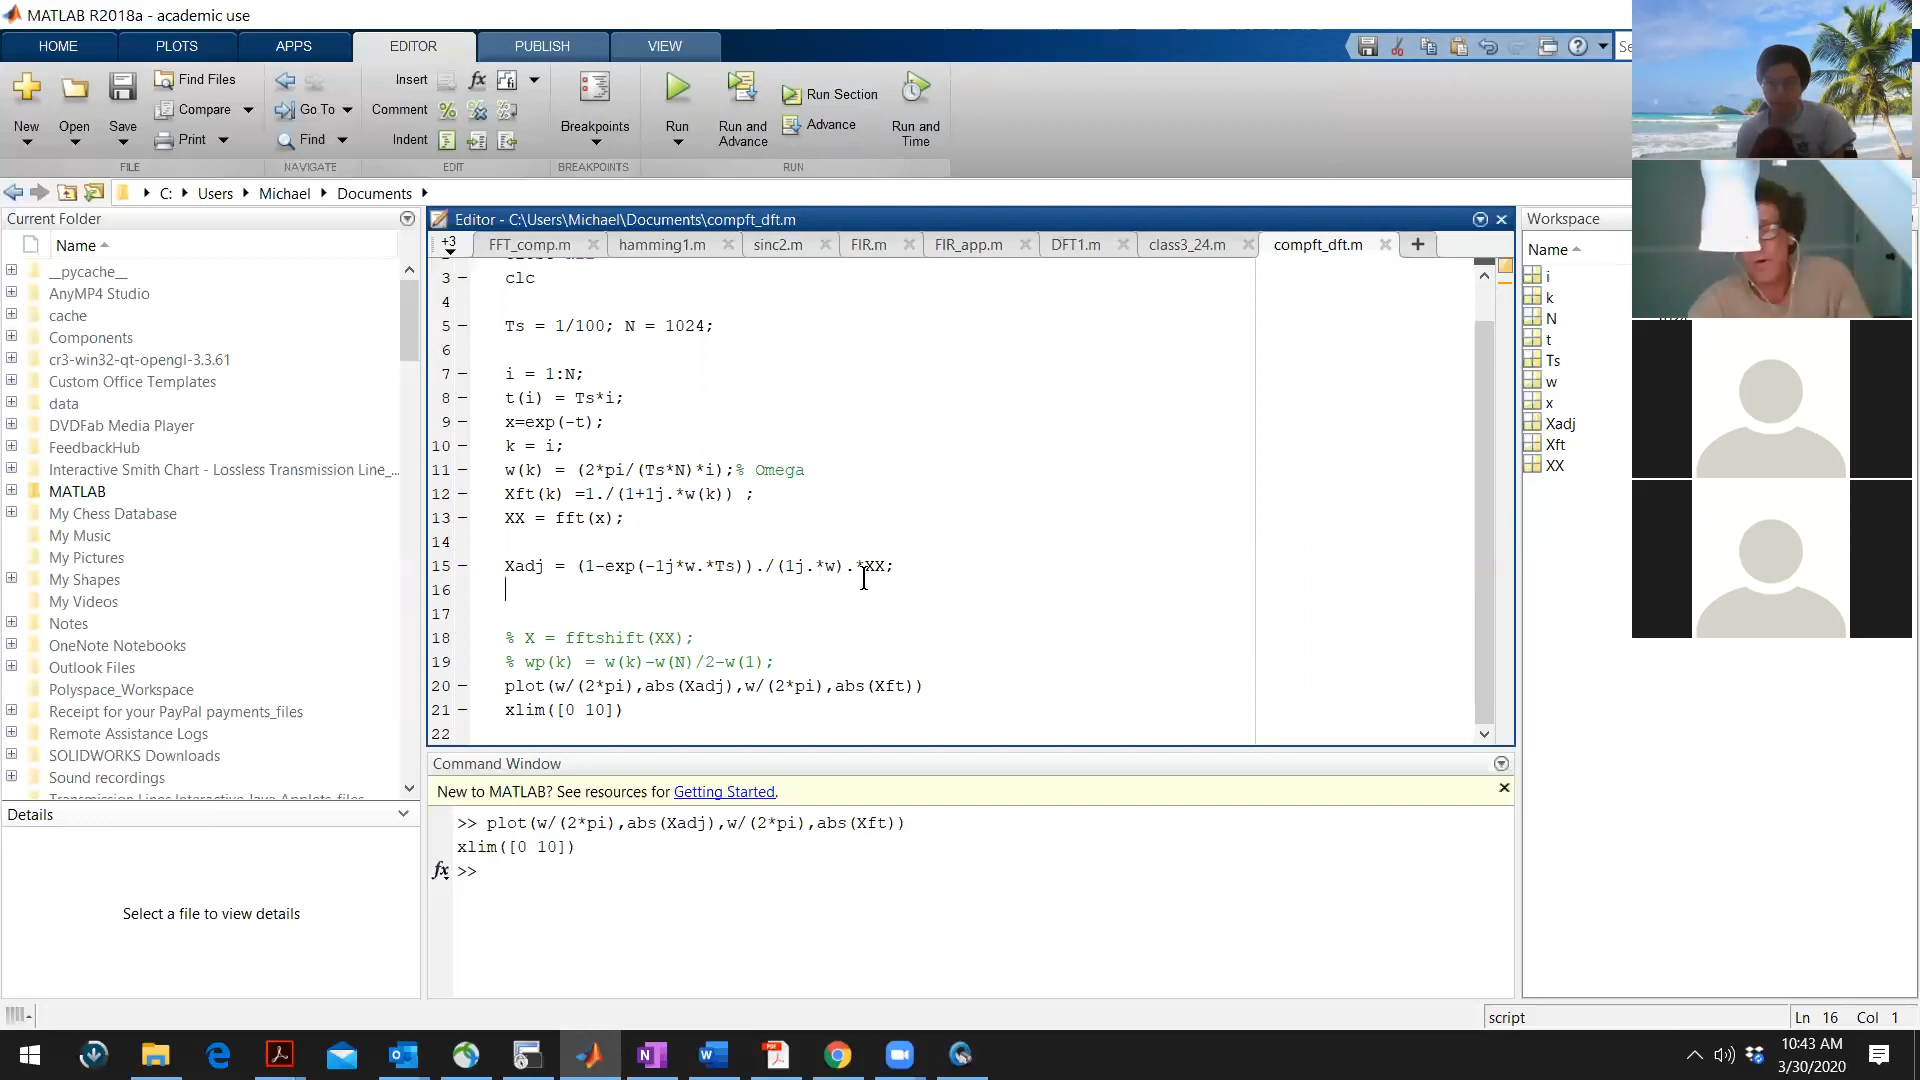 MATLAB R2018a - academic use
HOME PLOTS APPS EDITOR PUBLISH VIEW
Se
New
Open
Save
Find Files
Compare
Print
Go To
Find
Insert
Comment
Indent
fx
Breakpoints
Run
Run and Advance
Run Section
Advance
Run and Time
FILE NAVIGATE EDIT BREAKPOINTS RUN
C: Users Michael Documents
Current Folder
Name
__pycache__
AnyMP4 Studio
cache
Components
cr3-win32-qt-opengl-3.3.61
Custom Office Templates
data
DVDFab Media Player
FeedbackHub
Interactive Smith Chart - Lossless Transmission Line_...
MATLAB
My Chess Database
My Music
My Pictures
My Shapes
My Videos
Notes
OneNote Notebooks
Outlook Files
Polyspace_Workspace
Receipt for your PayPal payments_files
Remote Assistance Logs
SOLIDWORKS Downloads
Sound recordings
Transmission Lines Interactive Java Applets_files
Details
Select a file to view details
Editor - C:\Users\Michael\Documents\compft_dft.m
+3 FFT_comp.m hamming1.m sinc2.m FIR.m FIR_app.m DFT1.m class3_24.m compft_dft.m
3 clc
4
5 Ts = 1/100; N = 1024;
6
7 i = 1:N;
8 t(i) = Ts*i;
9 x=exp(-t);
10 k = i;
11 w(k) = (2*pi/(Ts*N)*i);% Omega
12 Xft(k) =1./(1+1j.*w(k)) ;
13 XX = fft(x);
14
15 Xadj = (1-exp(-1j*w.*Ts))./(1j.*w).*XX;
16
17
18 % X = fftshift(XX);
19 % wp(k) = w(k)-w(N)/2-w(1);
20 plot(w/(2*pi),abs(Xadj),w/(2*pi),abs(Xft))
21 xlim([0 10])
22
Command Window
New to MATLAB? See resources for Getting Started.
>> plot(w/(2*pi),abs(Xadj),w/(2*pi),abs(Xft))
xlim([0 10])
fx >>
Workspace
Name
i
k
N
t
Ts
w
x
Xadj
Xft
XX
script
Ln 16 Col 1
10:43 AM
3/30/2020